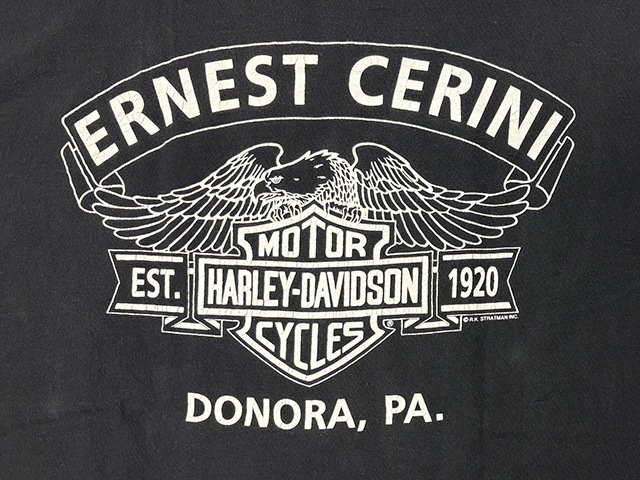 ERNEST CERINI
MOTOR
EST. HARLEY-DAVIDSON 1920
CYCLES ®
© R.K. STRATMAN INC.
DONORA, PA.